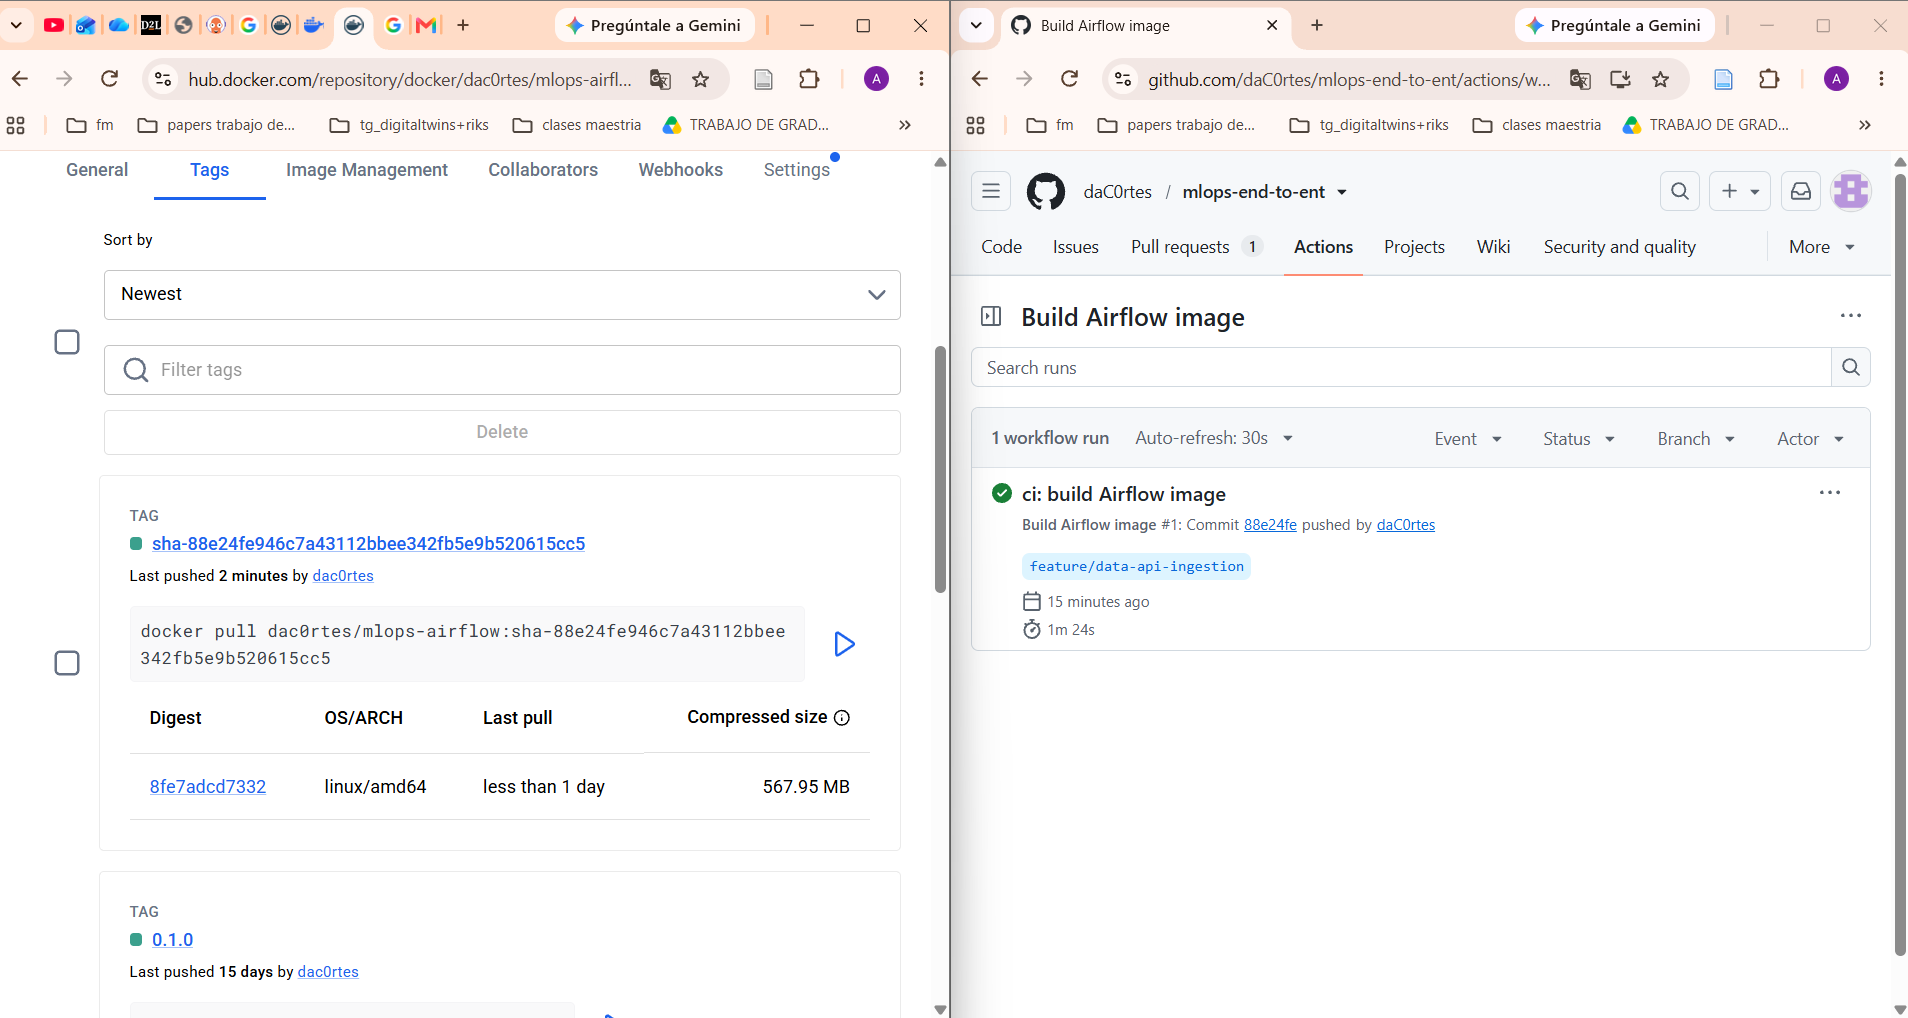 Pregúntale a Gemini
hub.docker.com/repository/docker/dac0rtes/mlops-airfl...
A
fm
papers trabajo de...
tg_digitaltwins+riks
clases maestria
TRABAJO DE GRAD...
General
Tags
Image Management
Collaborators
Webhooks
Settings
Sort by
Newest
Filter tags
Delete
TAG
sha-88e24fe946c7a43112bbee342fb5e9b520615cc5
Last pushed 2 minutes by dac0rtes
docker pull dac0rtes/mlops-airflow:sha-88e24fe946c7a43112bbee
342fb5e9b520615cc5
Digest OS/ARCH Last pull Compressed size
8fe7adcd7332 linux/amd64 less than 1 day 567.95 MB
TAG
0.1.0
Last pushed 15 days by dac0rtes
Build Airflow image
Pregúntale a Gemini
github.com/daC0rtes/mlops-end-to-ent/actions/w...
A
fm
papers trabajo de...
tg_digitaltwins+riks
clases maestria
TRABAJO DE GRAD...
daC0rtes / mlops-end-to-ent
Code
Issues
Pull requests 1
Actions
Projects
Wiki
Security and quality
More
Build Airflow image
Search runs
1 workflow run
Auto-refresh: 30s
Event
Status
Branch
Actor
ci: build Airflow image
Build Airflow image #1: Commit 88e24fe pushed by daC0rtes
feature/data-api-ingestion
15 minutes ago
1m 24s